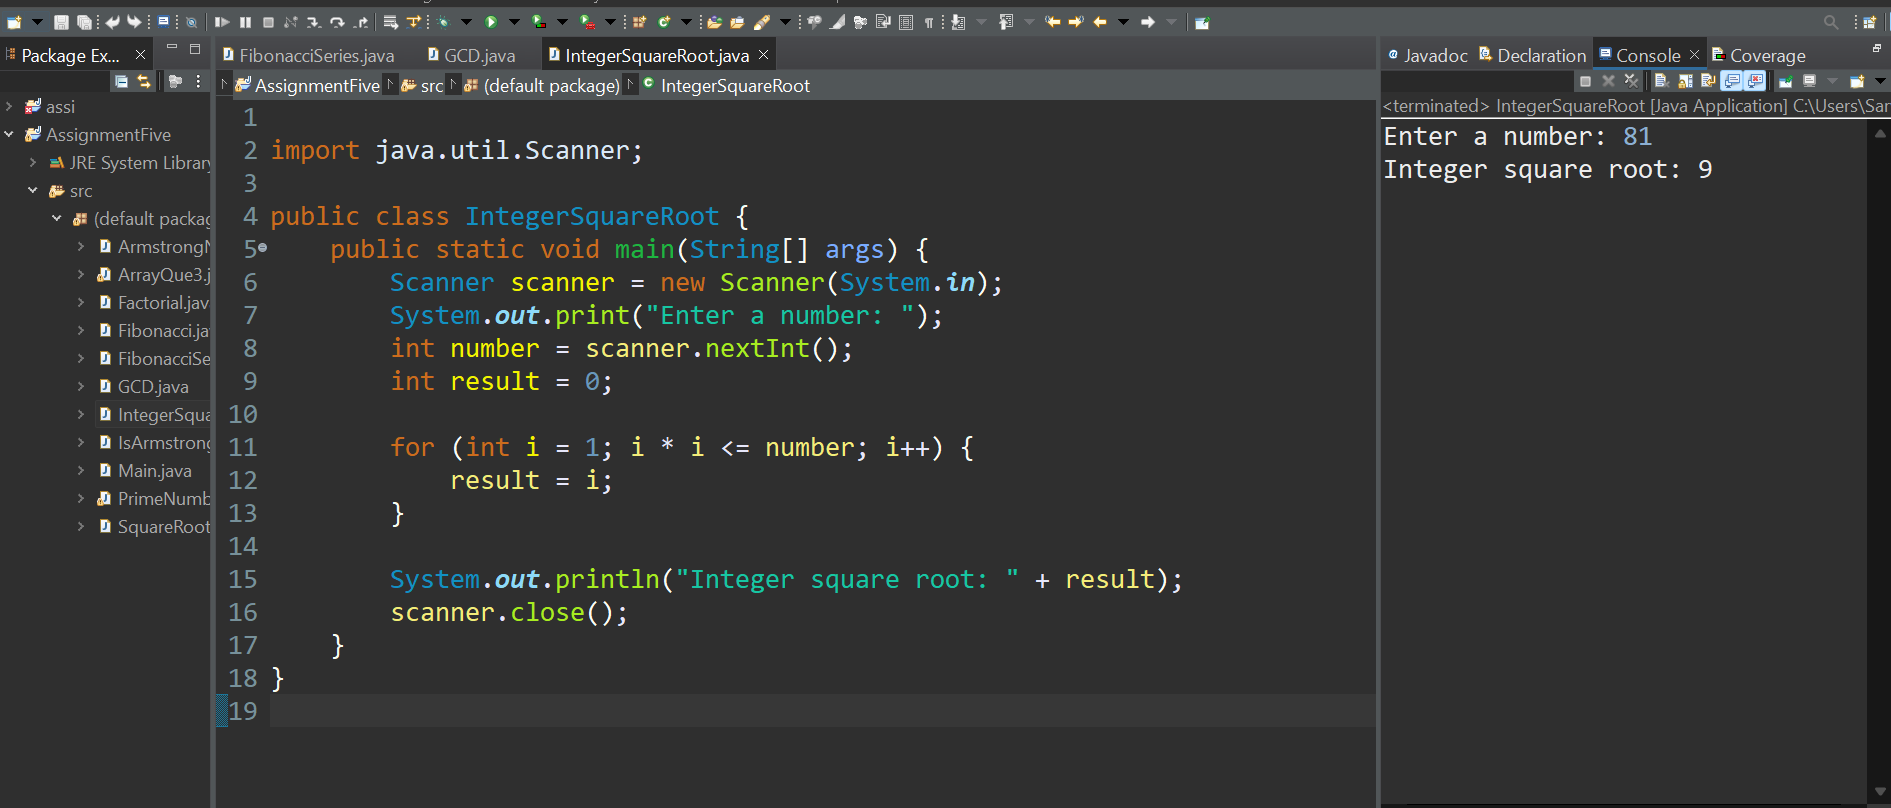 Package Ex...
assi
AssignmentFive
JRE System Library
src
(default packag
ArmstrongN
ArrayQue3.j
Factorial.jav
Fibonacci.ja
FibonacciSe
GCD.java
IntegerSqua
IsArmstrong
Main.java
PrimeNumb
SquareRoot
FibonacciSeries.java GCD.java IntegerSquareRoot.java
AssignmentFive src (default package) IntegerSquareRoot
1
2 import java.util.Scanner;
3
4 public class IntegerSquareRoot {
5 public static void main(String[] args) {
6 Scanner scanner = new Scanner(System.in);
7 System.out.print("Enter a number: ");
8 int number = scanner.nextInt();
9 int result = 0;
10
11 for (int i = 1; i * i <= number; i++) {
12 result = i;
13 }
14
15 System.out.println("Integer square root: " + result);
16 scanner.close();
17 }
18 }
19
Javadoc Declaration Console Coverage
<terminated> IntegerSquareRoot [Java Application] C:\Users\Sar
Enter a number: 81
Integer square root: 9